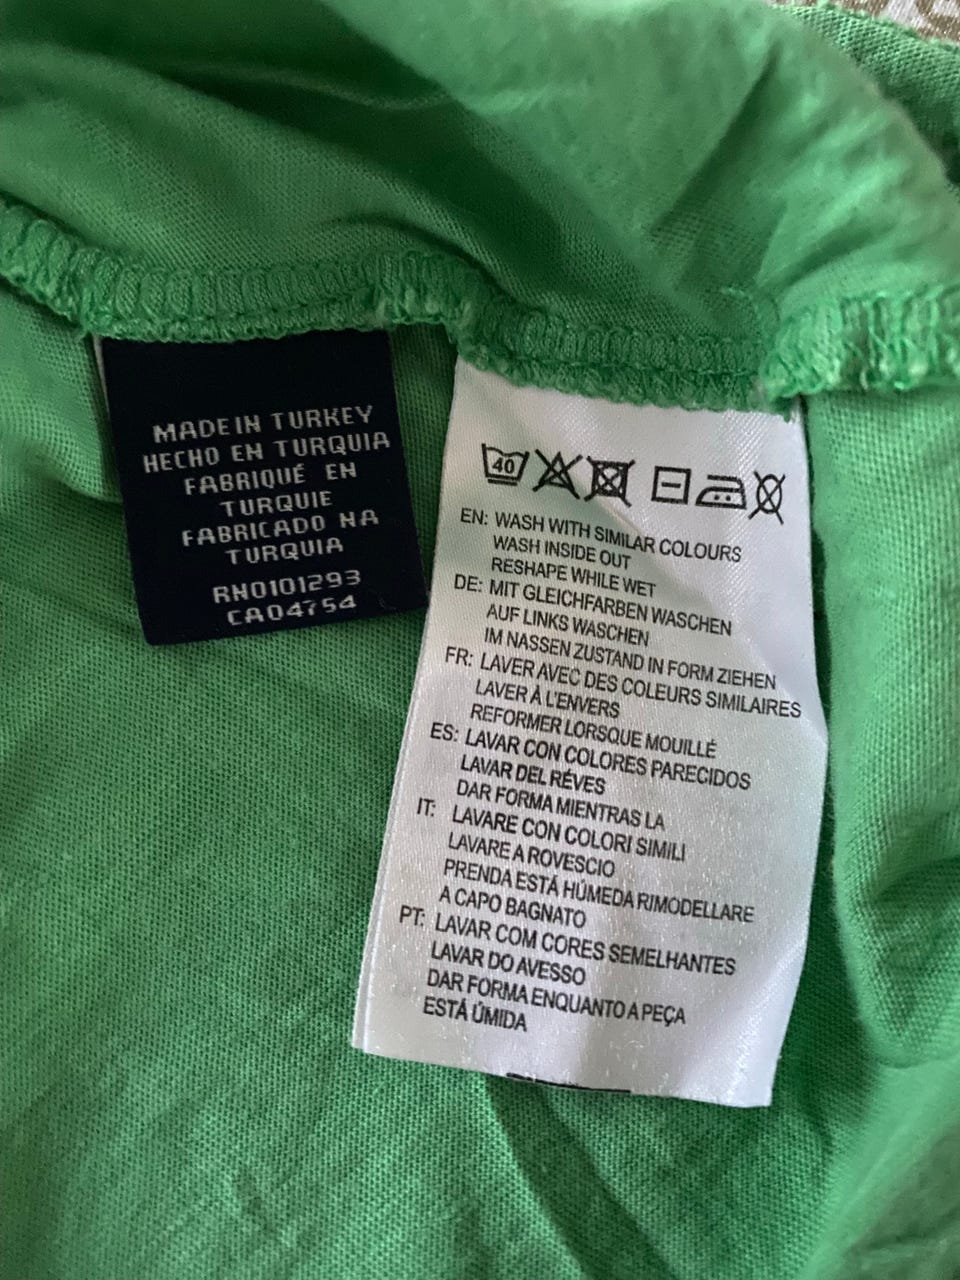 MADE IN TURKEY
HECHO EN TURQUIA
FABRIQUÉ EN
TURQUIE
FABRICADO NA
TURQUIA
RN0101293
CA04754
40
EN: WASH WITH SIMILAR COLOURS
WASH INSIDE OUT
RESHAPE WHILE WET
DE: MIT GLEICHFARBEN WASCHEN
AUF LINKS WASCHEN
IM NASSEN ZUSTAND IN FORM ZIEHEN
FR: LAVER AVEC DES COLEURS SIMILAIRES
LAVER À L'ENVERS
REFORMER LORSQUE MOUILLÉ
ES: LAVAR CON COLORES PARECIDOS
LAVAR DEL RÉVES
DAR FORMA MIENTRAS LA
IT: LAVARE CON COLORI SIMILI
LAVARE A ROVESCIO
PRENDA ESTÁ HÚMEDA RIMODELLARE
A CAPO BAGNATO
PT: LAVAR COM CORES SEMELHANTES
LAVAR DO AVESSO
DAR FORMA ENQUANTO A PEÇA
ESTÁ ÚMIDA